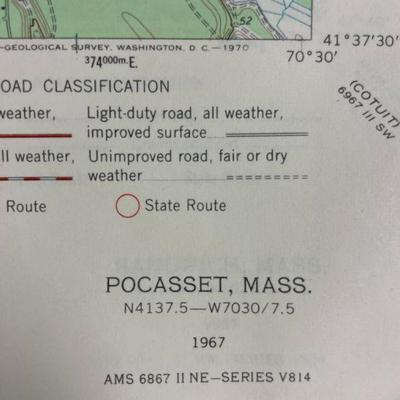 52
-GEOLOGICAL SURVEY, WASHINGTON, D. C.—1970
374000m.E.
70°30'
41°37'30"
(COTUIT)
6967 III SW
OAD CLASSIFICATION
weather,
Light-duty road, all weather,
improved surface
ll weather,
Unimproved road, fair or dry
weather
Route
State Route
POCASSET, MASS.
N4137.5—W7030/7.5
1967
AMS 6867 II NE—SERIES V814